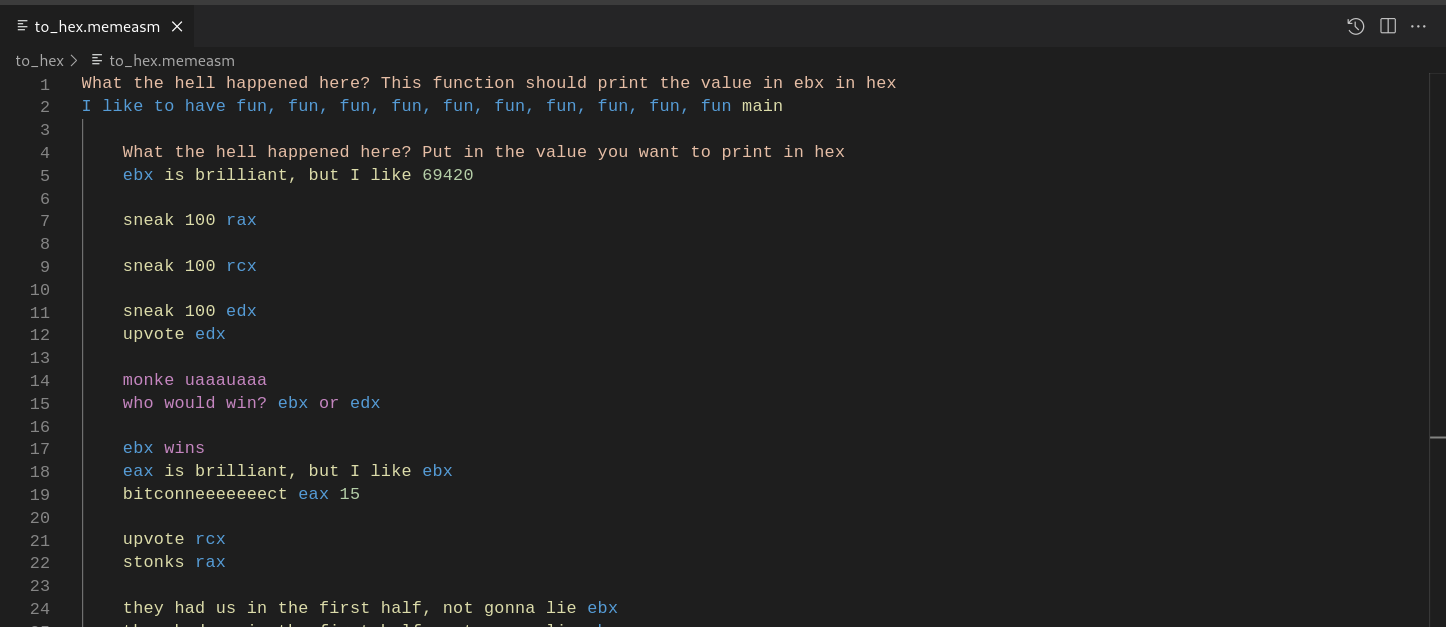 to_hex.memeasm
to_hex > to_hex.memeasm
1 What the hell happened here? This function should print the value in ebx in hex
2 I like to have fun, fun, fun, fun, fun, fun, fun, fun, fun, fun main
3
4 What the hell happened here? Put in the value you want to print in hex
5 ebx is brilliant, but I like 69420
6
7 sneak 100 rax
8
9 sneak 100 rcx
10
11 sneak 100 edx
12 upvote edx
13
14 monke uaaauaaa
15 who would win? ebx or edx
16
17 ebx wins
18 eax is brilliant, but I like ebx
19 bitconneeeeeeect eax 15
20
21 upvote rcx
22 stonks rax
23
24 they had us in the first half, not gonna lie ebx